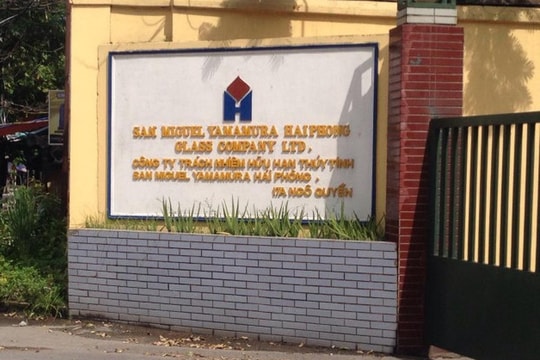 SAN MIGUEL YAMAMURA HAIPHONG
GLASS COMPANY LTD,
CÔNG TY TRÁCH NHIỆM HỮU HẠN THỦY TINH
SAN MIGUEL YAMAMURA HẢI PHÒNG,
17A NGÔ QUYỀN